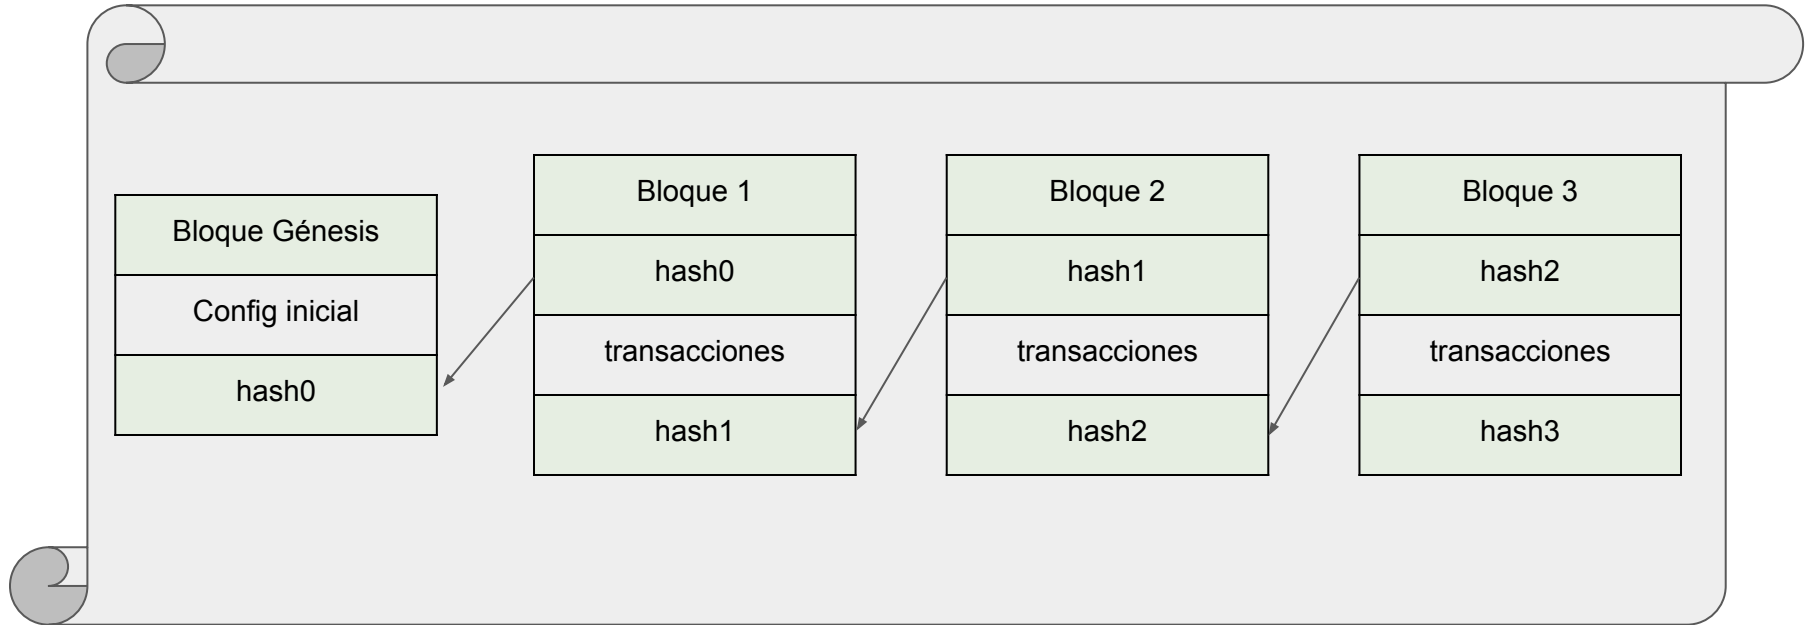 Bloque Génesis
Config inicial
hash0
Bloque 1
hash0
transacciones
hash1
Bloque 2
hash1
transacciones
hash2
Bloque 3
hash2
transacciones
hash3